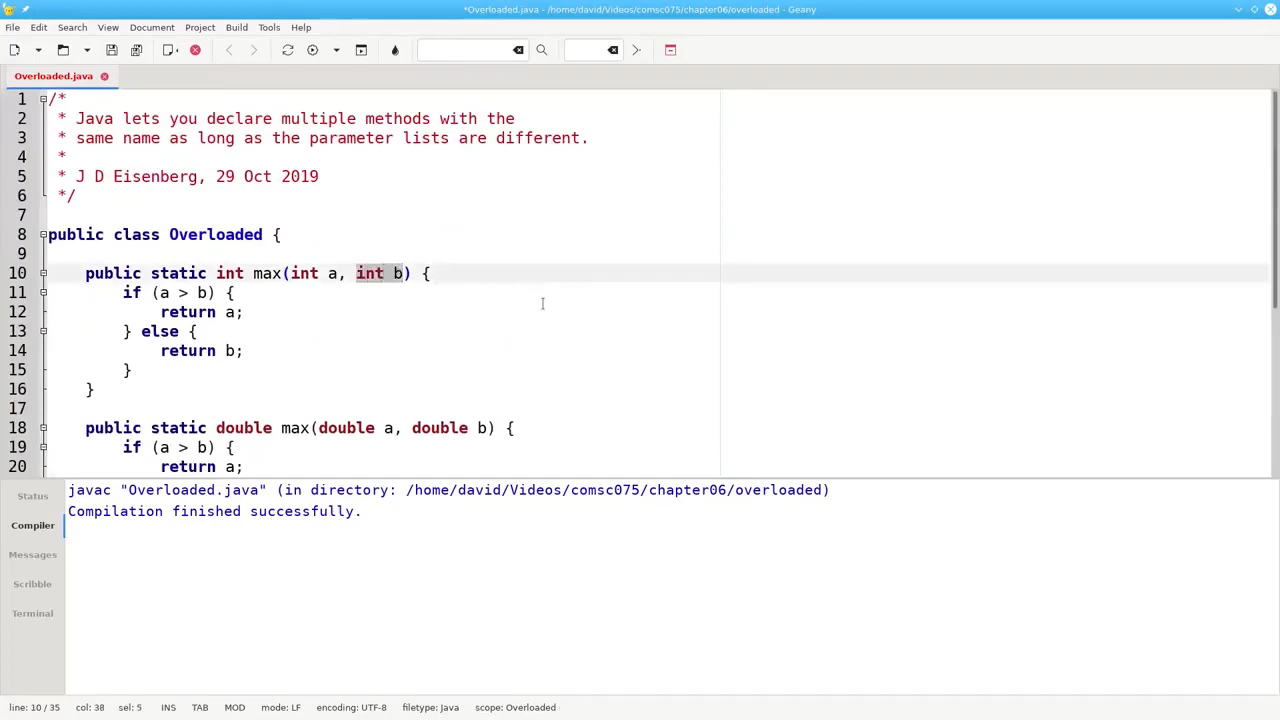 *Overloaded.java - /home/david/Videos/comsc075/chapter06/overloaded - Geany
File Edit Search View Document Project Build Tools Help
Overloaded.java
1 /*
2  * Java lets you declare multiple methods with the
3  * same name as long as the parameter lists are different.
4  *
5  * J D Eisenberg, 29 Oct 2019
6  */
7
8 public class Overloaded {
9
10     public static int max(int a, int b) {
11         if (a > b) {
12             return a;
13         } else {
14             return b;
15         }
16     }
17
18     public static double max(double a, double b) {
19         if (a > b) {
20             return a;
Status
Compiler
Messages
Scribble
Terminal
javac "Overloaded.java" (in directory: /home/david/Videos/comsc075/chapter06/overloaded)
Compilation finished successfully.
line: 10 / 35 col: 38 sel: 5 INS TAB MOD mode: LF encoding: UTF-8 filetype: Java scope: Overloaded